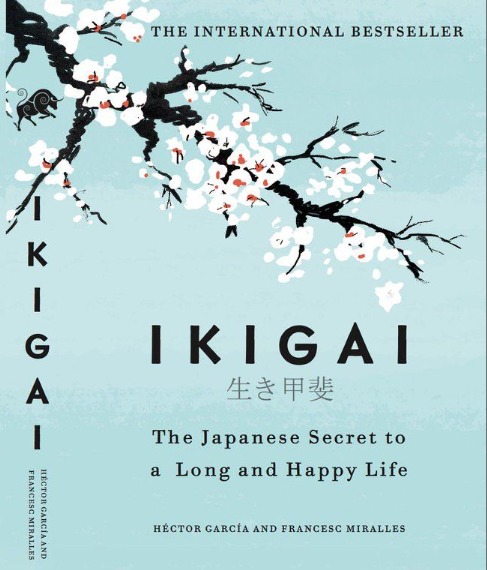 THE INTERNATIONAL BESTSELLER
IKIGAI
生き甲斐
The Japanese Secret to
a Long and Happy Life
HÉCTOR GARCÍA AND FRANCESC MIRALLES
IKIGAI
HÉCTOR GARCÍA AND
FRANCESC MIRALLES